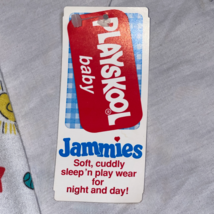 PLAYSKOOL®
baby
Jammies
Soft, cuddly
sleep 'n play wear
for
night and day!